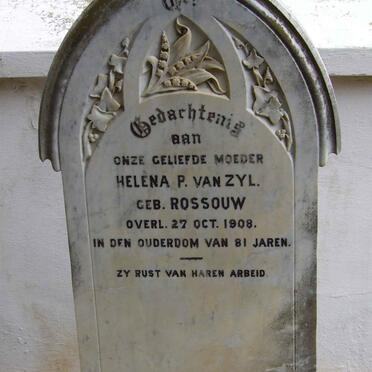 Gedachtenis
aan
ONZE GELIEFDE MOEDER
HELENA P. VAN ZYL.
GEB. ROSSOUW
OVERL. 27 OCT. 1908.
IN DEN OUDERDOM VAN 81 JAREN.
ZY RUST VAN HAREN ARBEID